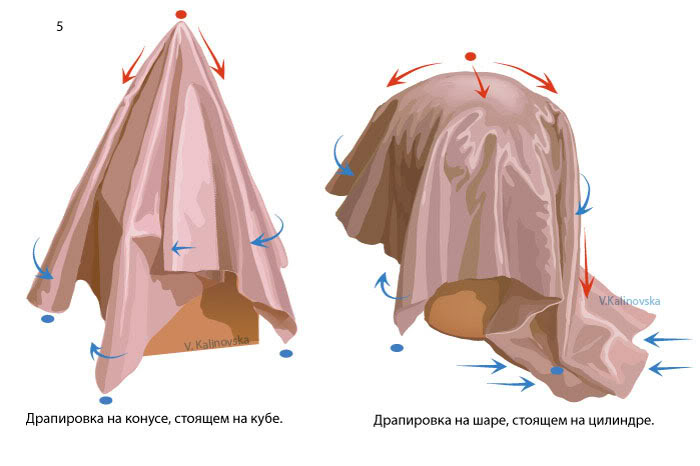 5
V. Kalinovska
V.Kalinovska
Драпировка на конусе, стоящем на кубе.
Драпировка на шаре, стоящем на цилиндре.